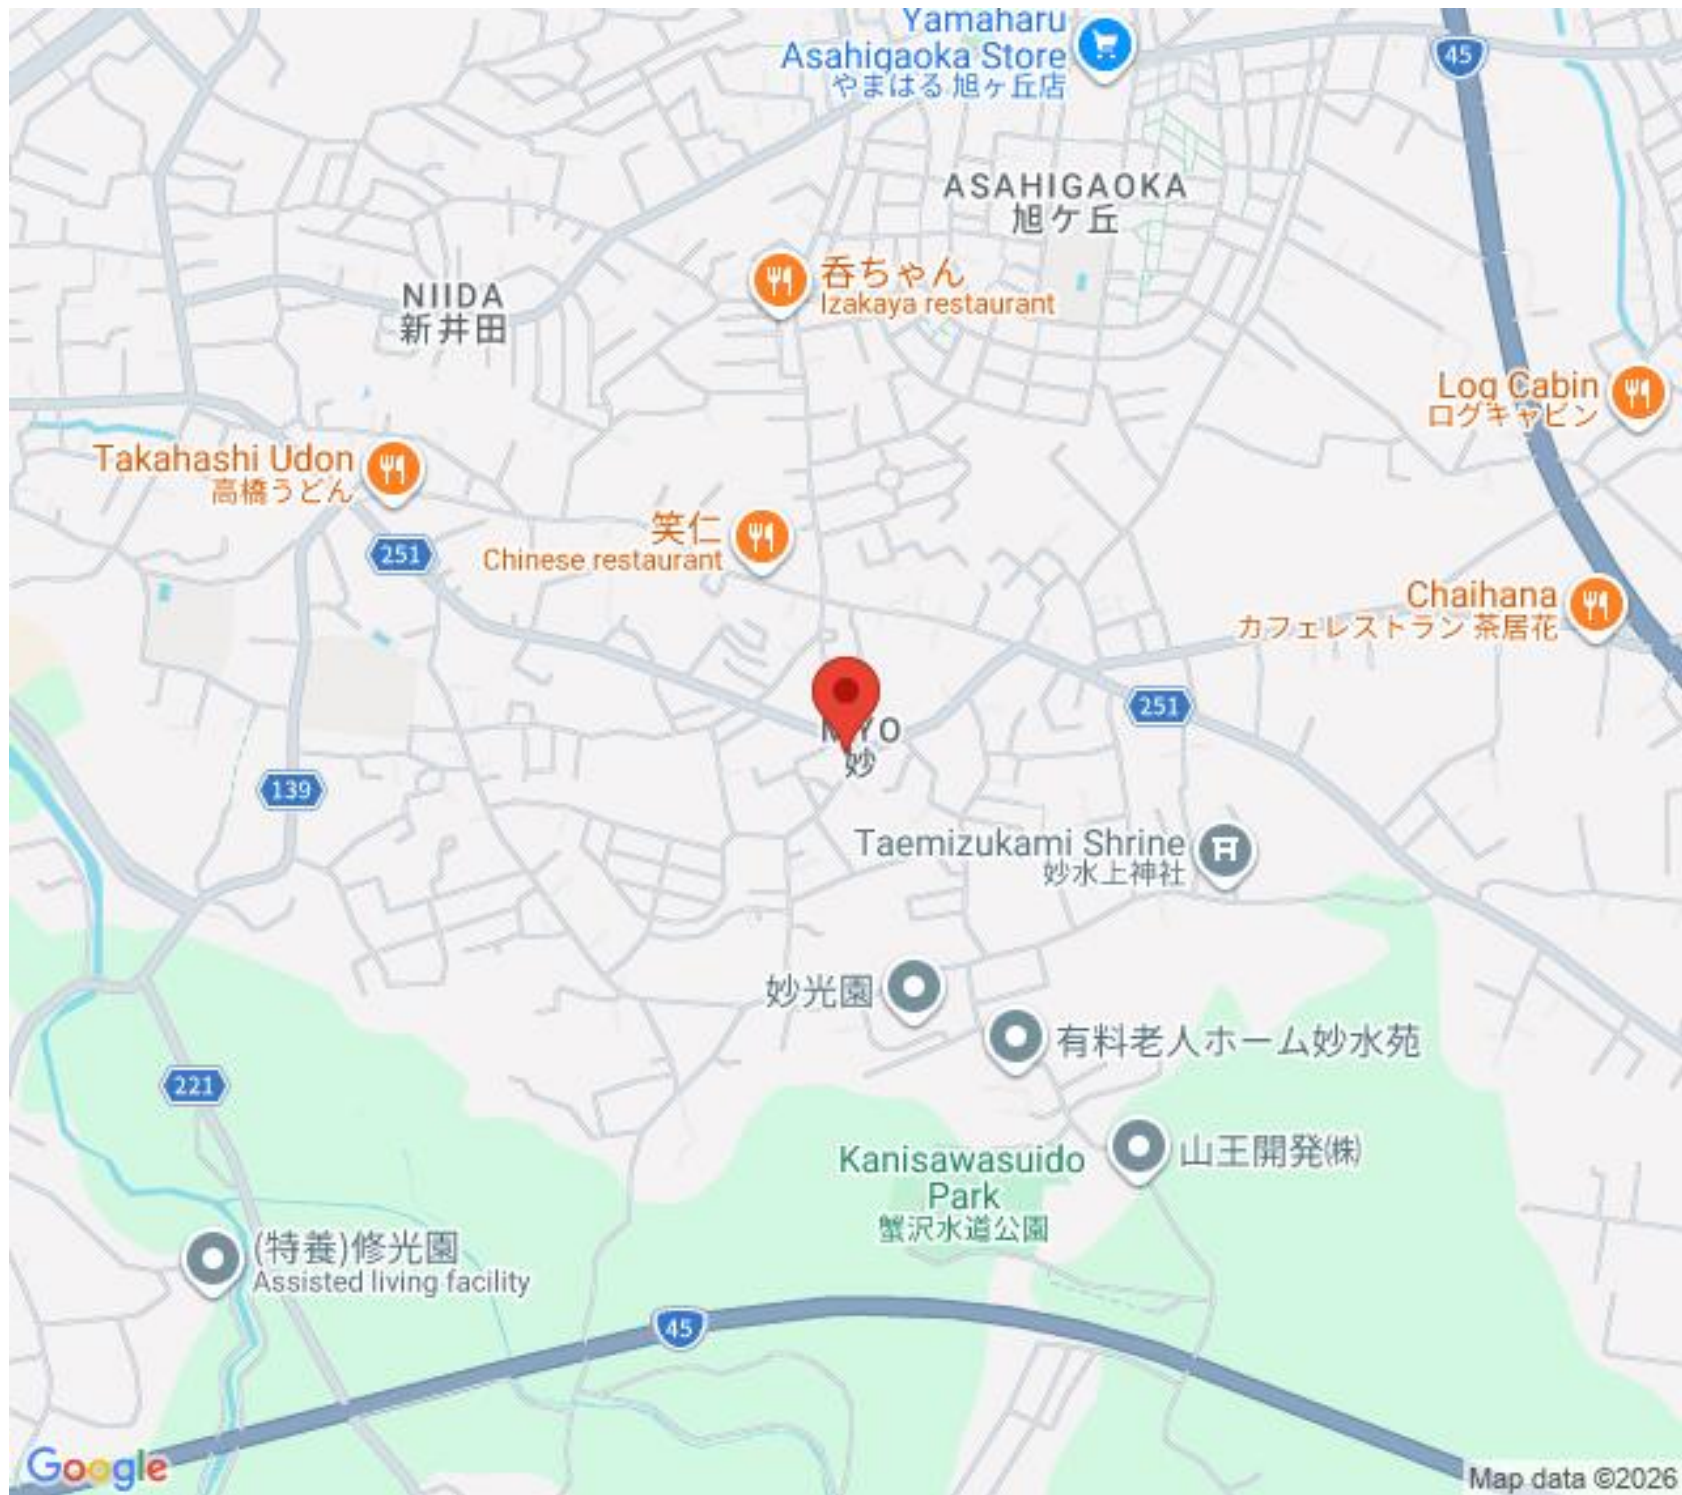 Yamaharu
Asahigaoka Store
やまはる 旭ヶ丘店
45
ASAHIGAOKA
旭ケ丘
呑ちゃん
Izakaya restaurant
NIIDA
新井田
Log Cabin
ログキャビン
Takahashi Udon
高橋うどん
笑仁
Chinese restaurant
251
Chaihana
カフェレストラン 茶居花
251
MYO
妙
139
Taemizukami Shrine
妙水上神社
妙光園
有料老人ホーム妙水苑
221
Kanisawasuido
Park
蟹沢水道公園
山王開発㈱
(特養)修光園
Assisted living facility
45
Google
Map data ©2026